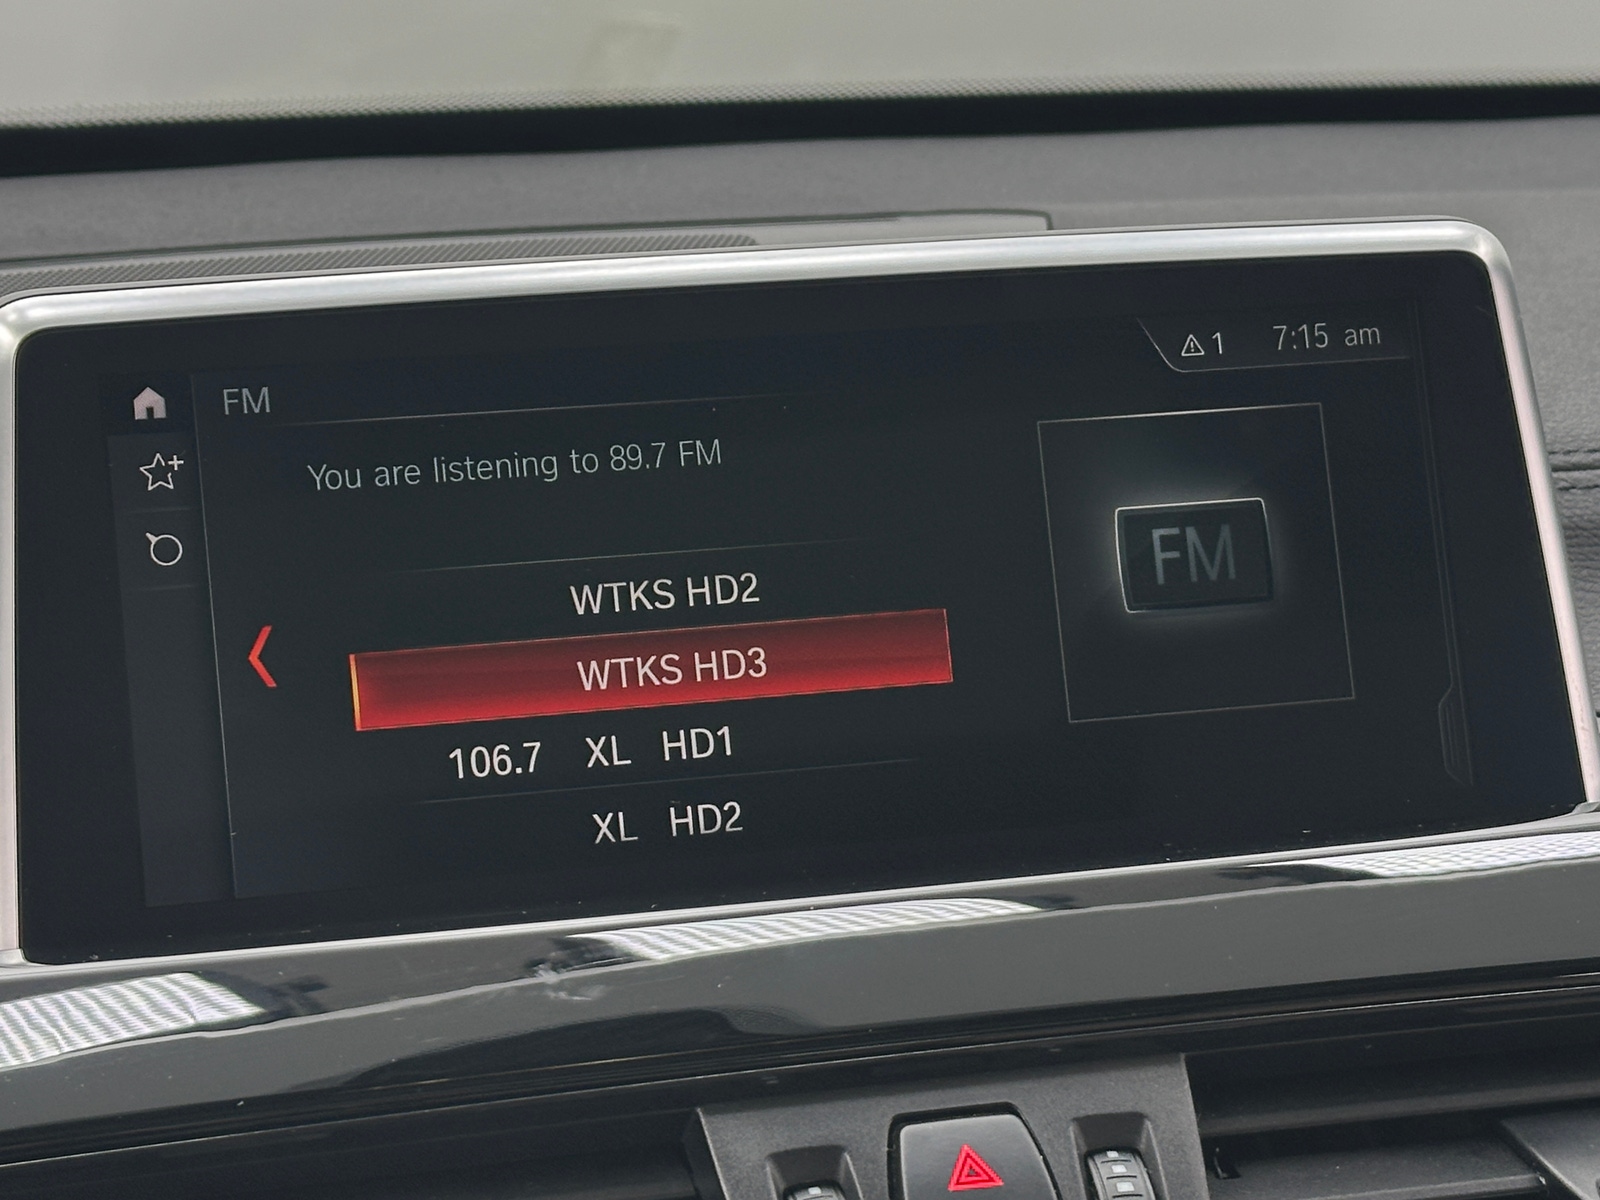 1 7:15 am
FM
You are listening to 89.7 FM
FM
WTKS HD2
WTKS HD3
106.7 XL HD1
XL HD2